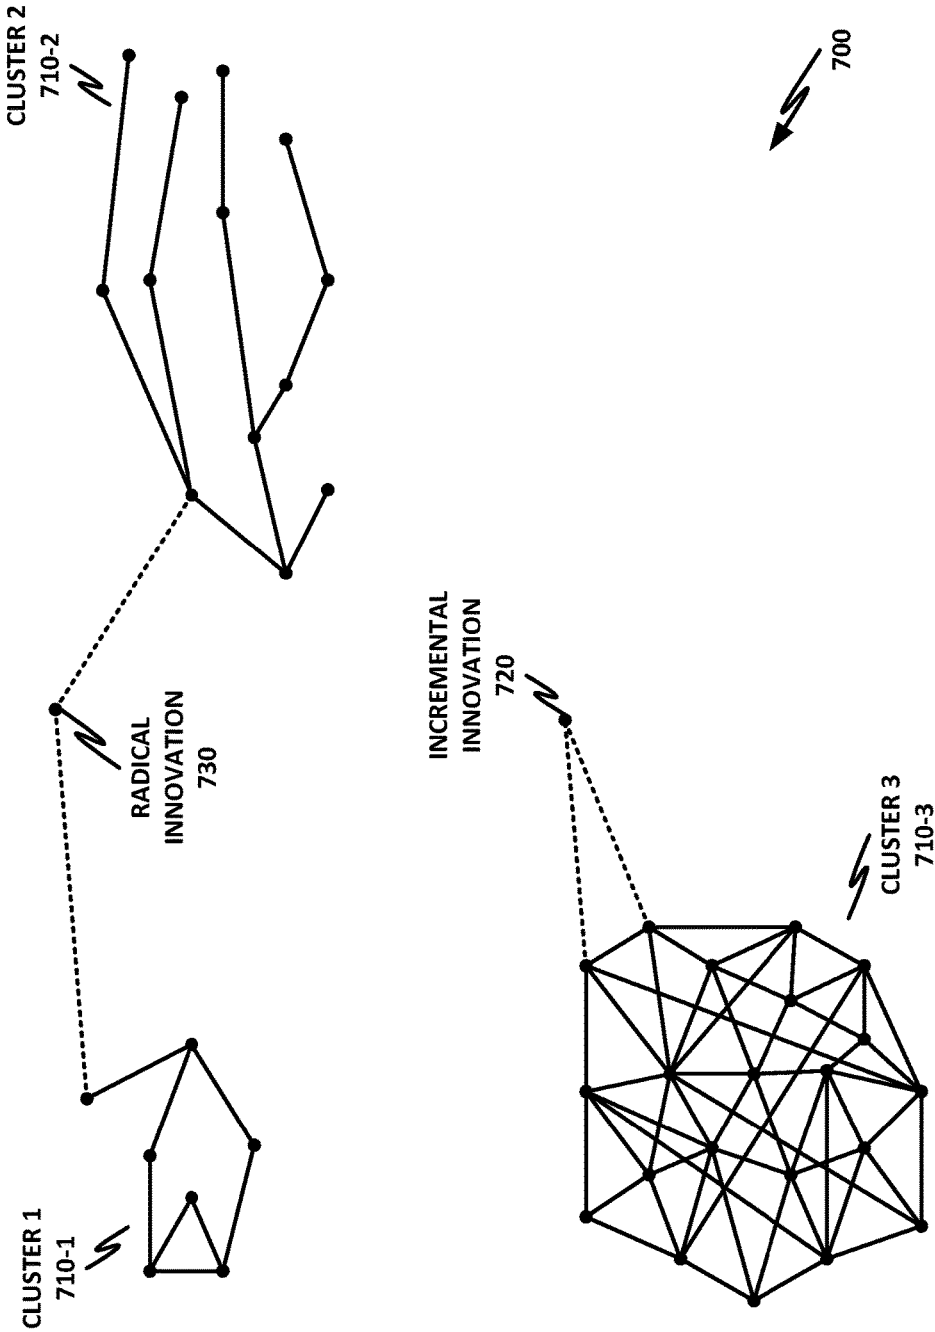 CLUSTER 1
710-1
RADICAL
INNOVATION
730
CLUSTER 2
710-2
INCREMENTAL
INNOVATION
720
CLUSTER 3
710-3
700